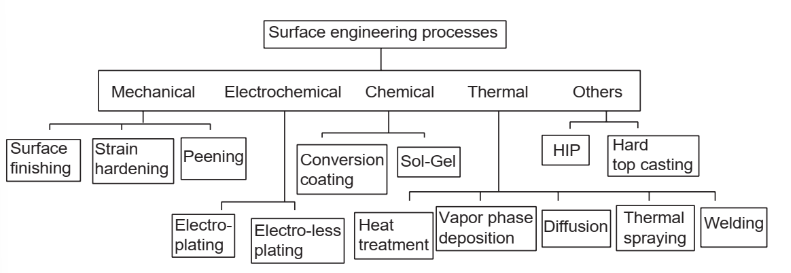 Surface engineering processes
Mechanical Electrochemical Chemical Thermal Others
Surface
finishing
Strain
hardening
Peening
Conversion
coating
Sol-Gel
HIP
Hard
top casting
Electro-
plating
Electro-less
plating
Heat
treatment
Vapor phase
deposition
Diffusion
Thermal
spraying
Welding